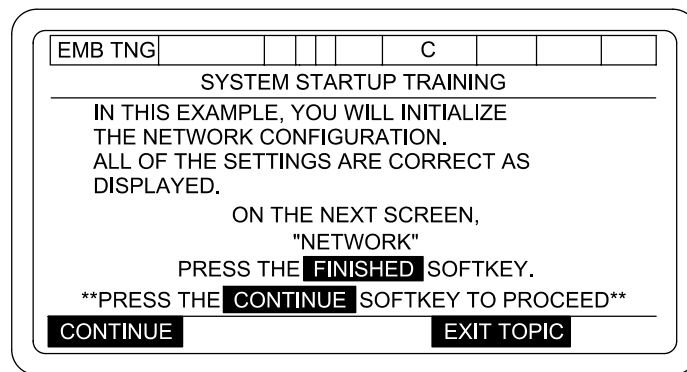 EMB TNG C
SYSTEM STARTUP TRAINING
IN THIS EXAMPLE, YOU WILL INITIALIZE
THE NETWORK CONFIGURATION.
ALL OF THE SETTINGS ARE CORRECT AS
DISPLAYED.
ON THE NEXT SCREEN,
"NETWORK"
PRESS THE FINISHED SOFTKEY.
**PRESS THE CONTINUE SOFTKEY TO PROCEED**
CONTINUE EXIT TOPIC